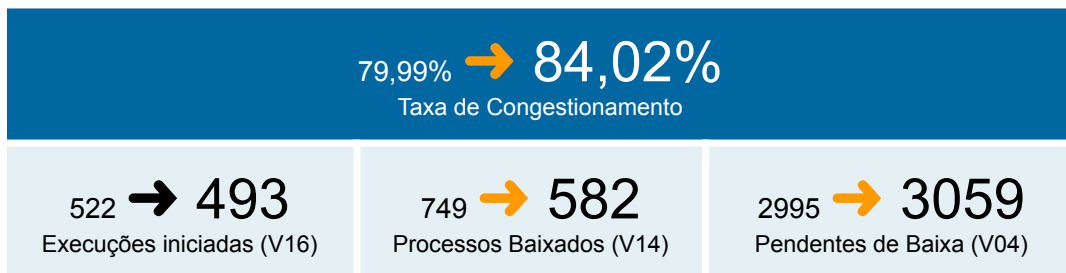 79,99% ➔ 84,02%
Taxa de Congestionamento
522 ➔ 493
Execuções iniciadas (V16)
749 ➔ 582
Processos Baixados (V14)
2995 ➔ 3059
Pendentes de Baixa (V04)